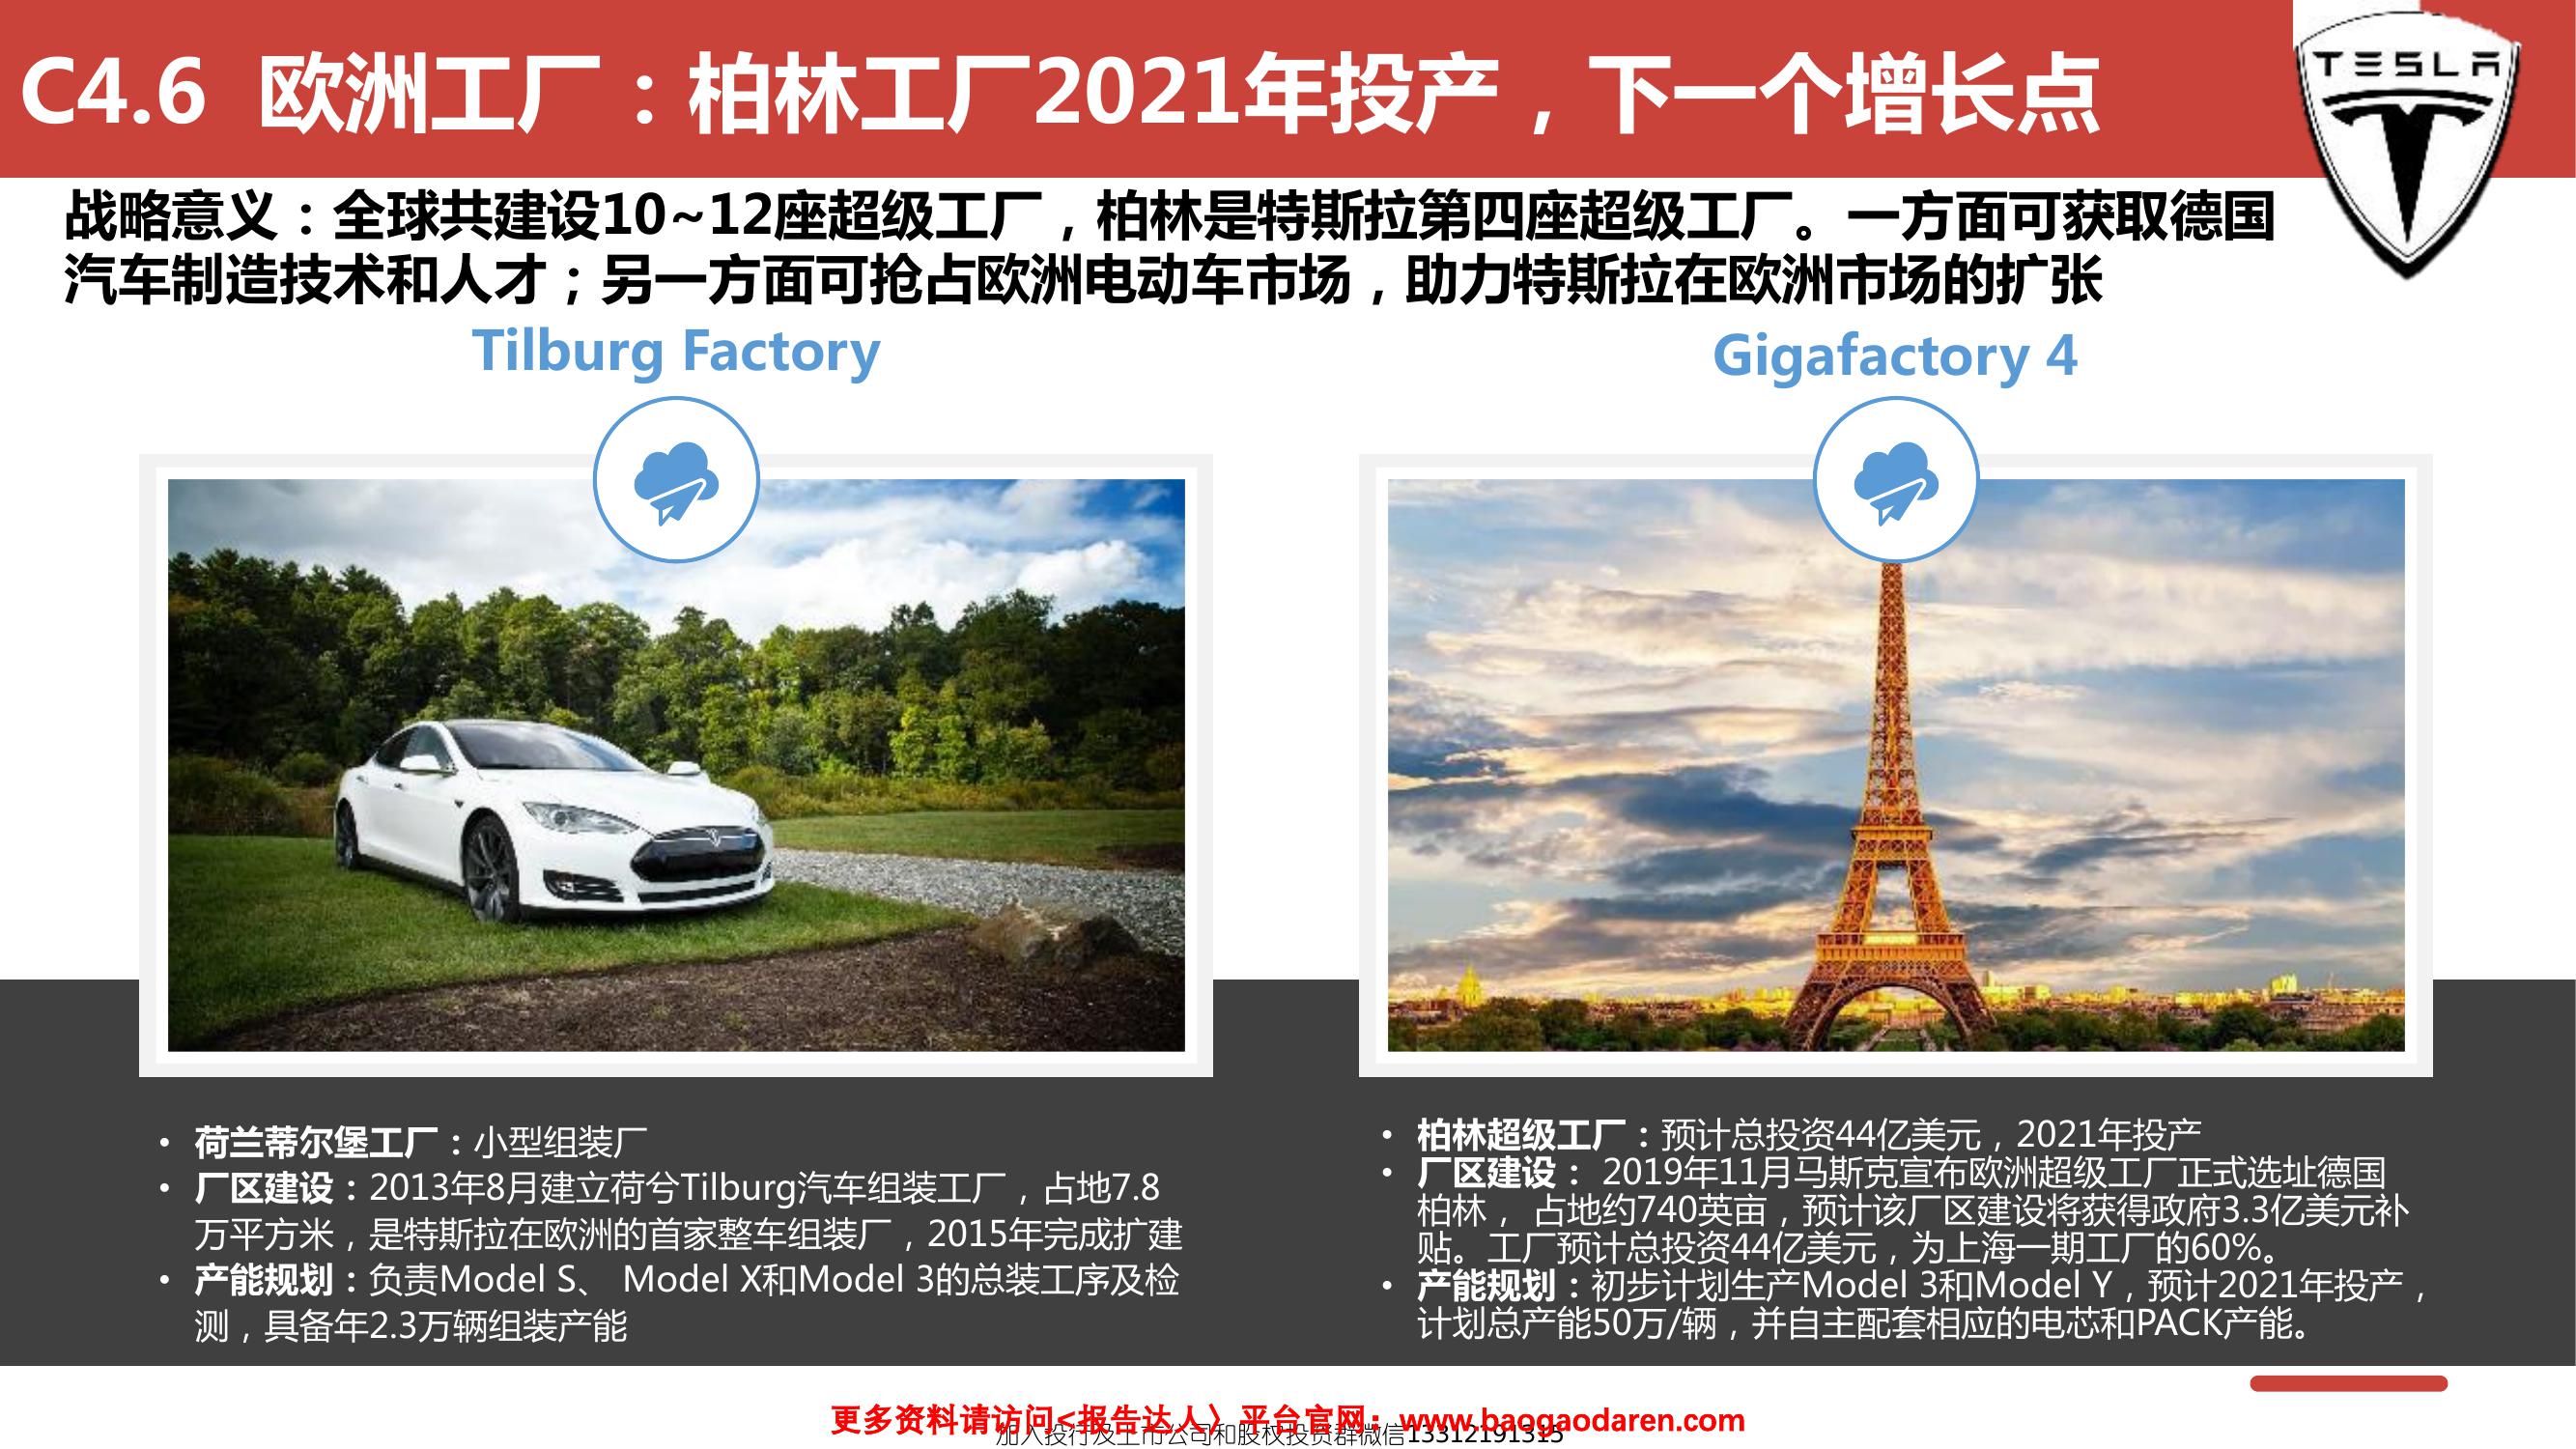 C4.6 欧洲工厂：柏林工厂2021年投产，下一个增长点
TESLA
战略意义：全球共建设10~12座超级工厂，柏林是特斯拉第四座超级工厂。一方面可获取德国
汽车制造技术和人才；另一方面可抢占欧洲电动车市场，助力特斯拉在欧洲市场的扩张
Tilburg Factory
Gigafactory 4
• 荷兰蒂尔堡工厂：小型组装厂
• 厂区建设：2013年8月建立荷兮Tilburg汽车组装工厂，占地7.8
万平方米，是特斯拉在欧洲的首家整车组装厂，2015年完成扩建
• 产能规划：负责Model S、 Model X和Model 3的总装工序及检
测，具备年2.3万辆组装产能
• 柏林超级工厂：预计总投资44亿美元，2021年投产
• 厂区建设： 2019年11月马斯克宣布欧洲超级工厂正式选址德国
柏林， 占地约740英亩，预计该厂区建设将获得政府3.3亿美元补
贴。工厂预计总投资44亿美元，为上海一期工厂的60%。
• 产能规划：初步计划生产Model 3和Model Y，预计2021年投产，
计划总产能50万/辆，并自主配套相应的电芯和PACK产能。
更多资料请访问<报告达人〉平台官网：www.baogaodaren.com
加入投行及上市公司和股权投资群微信13312191315